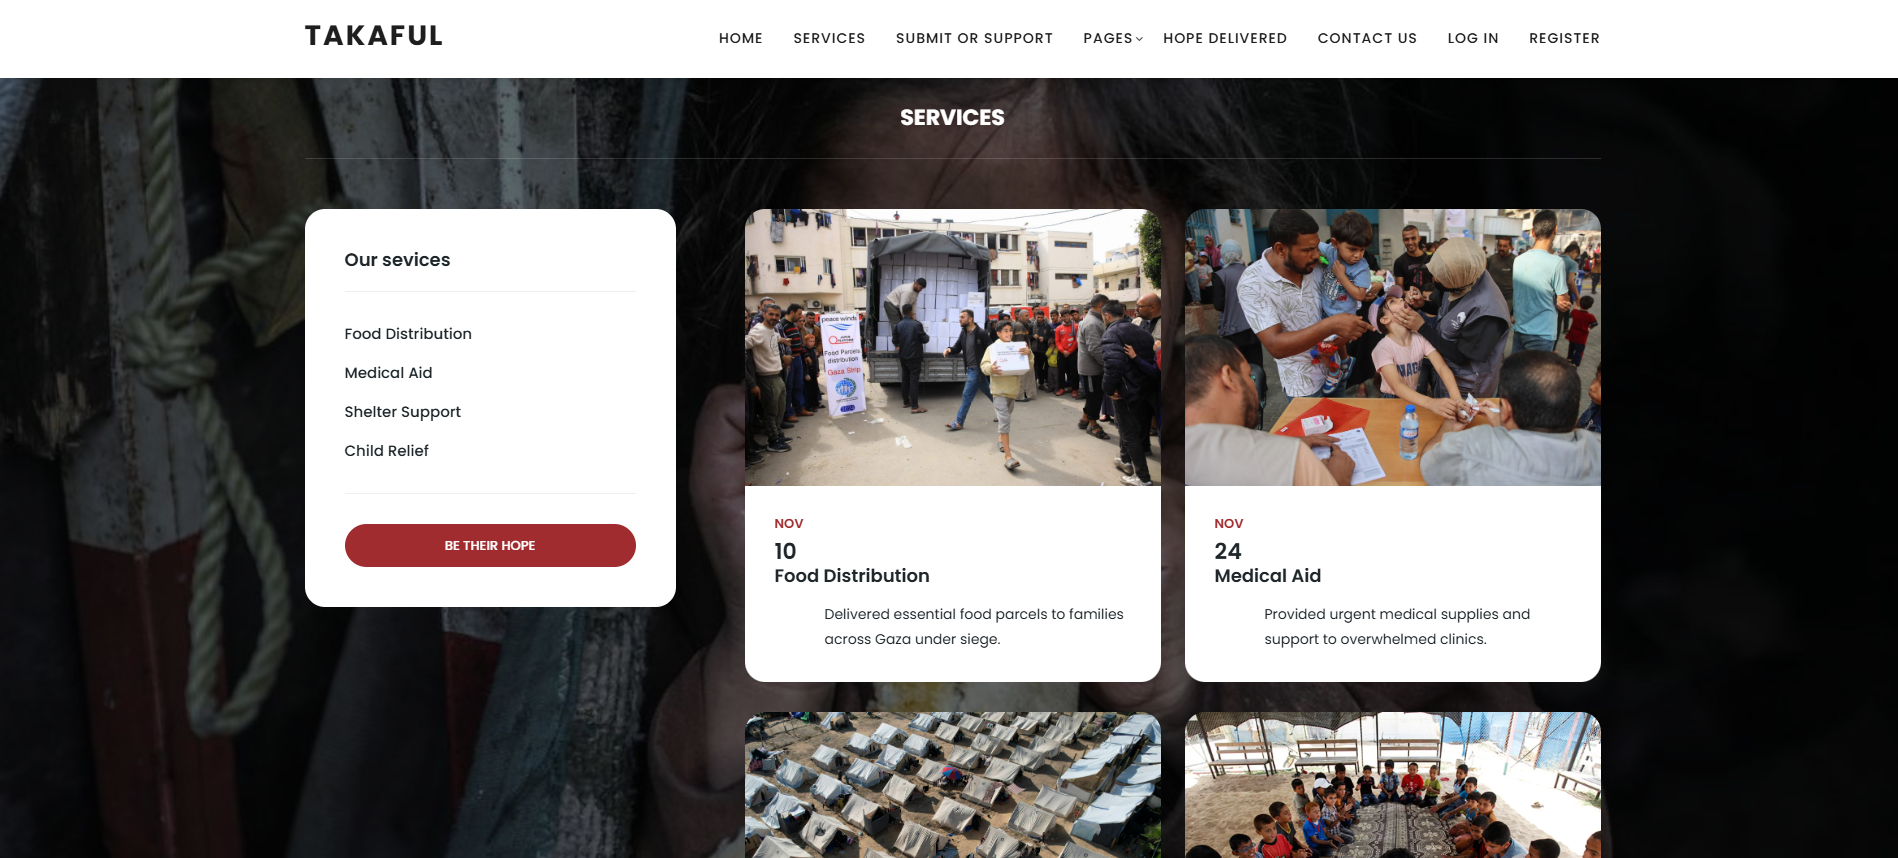 TAKAFUL
HOME SERVICES SUBMIT OR SUPPORT PAGES HOPE DELIVERED CONTACT US LOG IN REGISTER
SERVICES
Our sevices
Food Distribution
Medical Aid
Shelter Support
Child Relief
BE THEIR HOPE
peace winds
Food Parcels
distribution
Gaza Strip
2024
NOV
10
Food Distribution
Delivered essential food parcels to families
across Gaza under siege.
NOV
24
Medical Aid
Provided urgent medical supplies and
support to overwhelmed clinics.